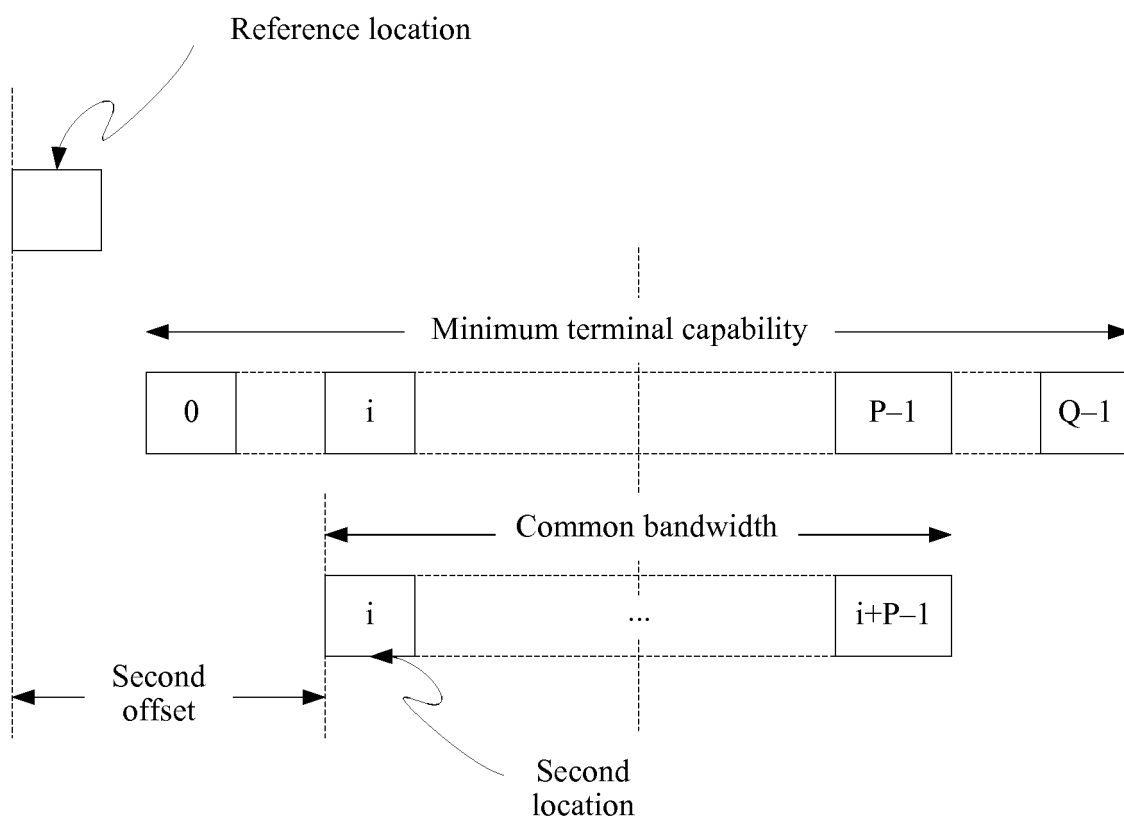 Reference location
Minimum terminal capability
0
i
P–1
Q–1
Common bandwidth
i
...
i+P–1
Second
offset
Second
location